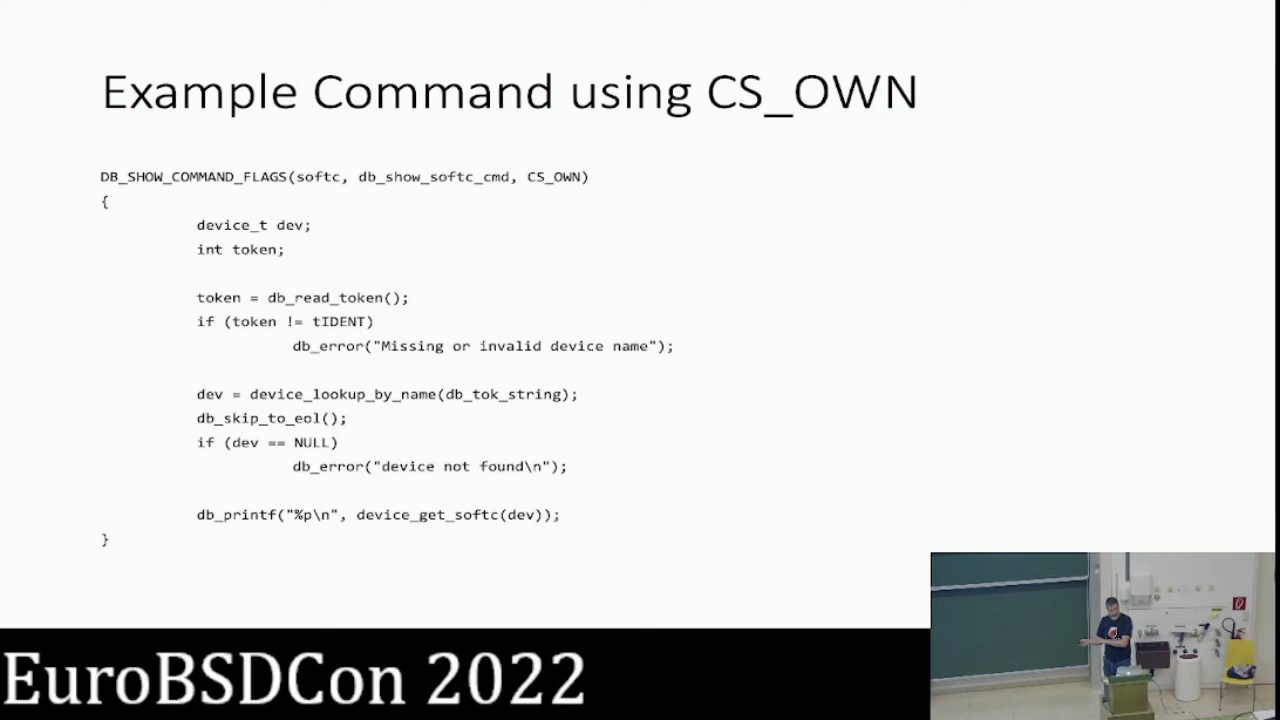 Example Command using CS_OWN
DB_SHOW_COMMAND_FLAGS(softc, db_show_softc_cmd, CS_OWN)
{
device_t dev;
int token;
token = db_read_token();
if (token != tIDENT)
db_error("Missing or invalid device name");
dev = device_lookup_by_name(db_tok_string);
db_skip_to_eol();
if (dev == NULL)
db_error("device not found\n");
db_printf("%p\n", device_get_softc(dev));
}
EuroBSDCon 2022